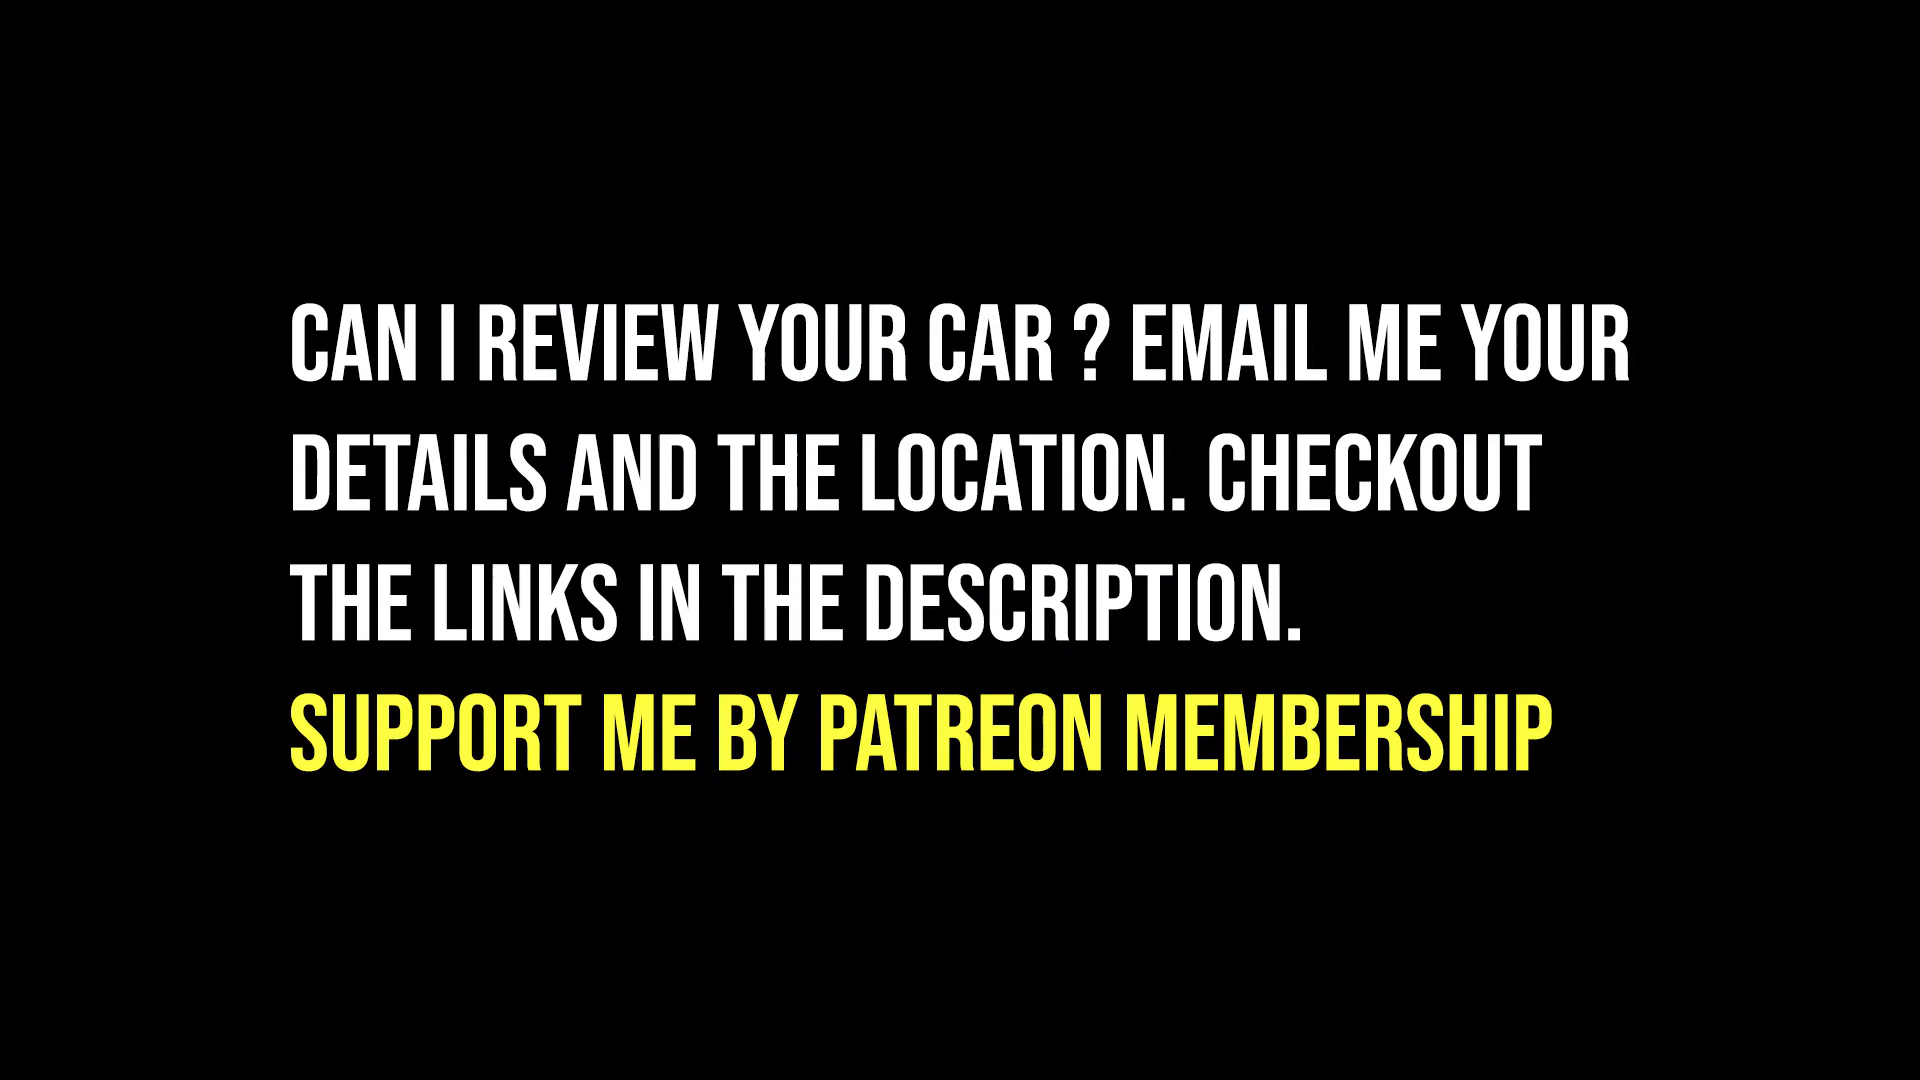 CAN I REVIEW YOUR CAR ? EMAIL ME YOUR
DETAILS AND THE LOCATION. CHECKOUT
THE LINKS IN THE DESCRIPTION.
SUPPORT ME BY PATREON MEMBERSHIP